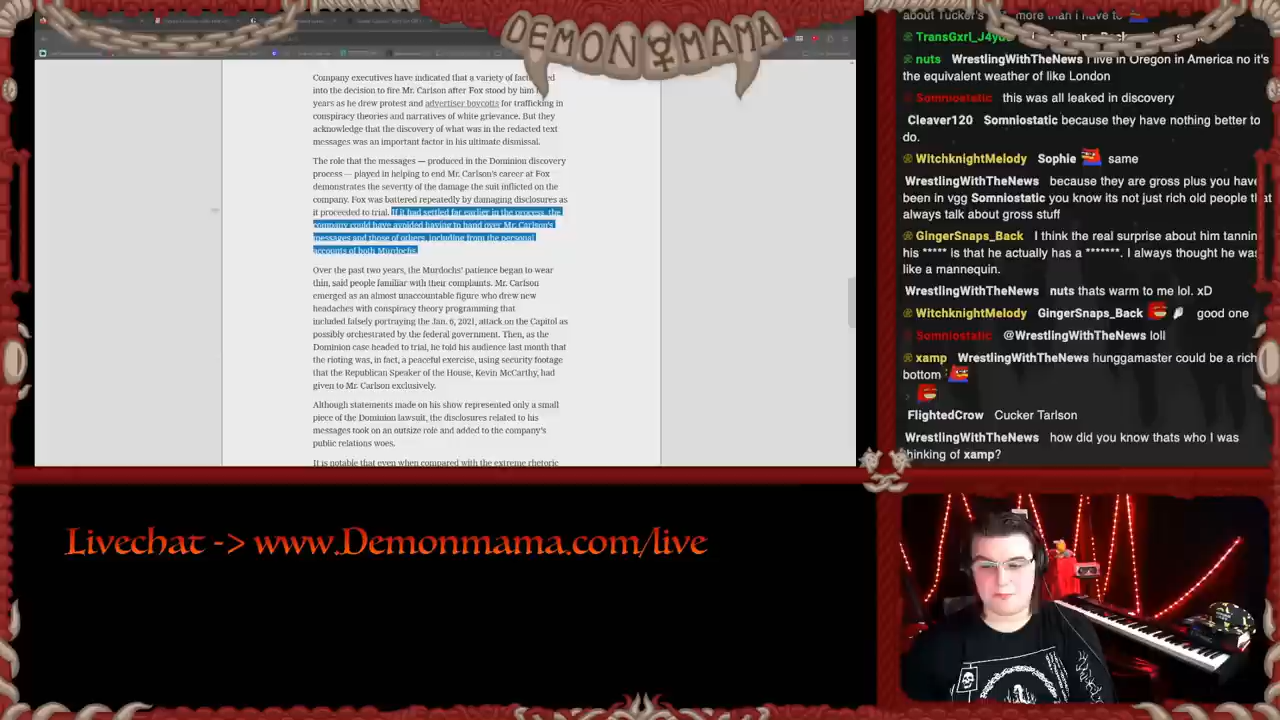 DEMON MAMA
Company executives have indicated that a variety of
into the decision to fire Mr. Carlson after Fox stood by him
years as he drew protest and advertiser boycotts for trafficking in
conspiracy theories and narratives of white grievance. But they
acknowledge that the discovery of what was in the redacted text
messages was an important factor in his ultimate dismissal.
The role that the messages — produced in the Dominion discovery
process — played in helping to end Mr. Carlson's career at Fox
demonstrates the severity of the damage the suit inflicted on the
company. Fox was battered repeatedly by damaging disclosures as
it proceeded to trial. If it had settled far earlier in the process, the
company could have avoided having to hand over Mr. Carlson's
messages and those of others, including from the personal
accounts of both Murdochs.
Over the past two years, the Murdochs' patience began to wear
thin, said people familiar with their complaints. Mr. Carlson
emerged as an almost unaccountable figure who drew new
headaches with conspiracy theory programming that
included falsely portraying the Jan. 6, 2021, attack on the Capitol as
possibly orchestrated by the federal government. Then, as the
Dominion case headed to trial, he told his audience last month that
the rioting was, in fact, a peaceful exercise, using security footage
that the Republican Speaker of the House, Kevin McCarthy, had
given to Mr. Carlson exclusively.
Although statements made on his show represented only a small
piece of the Dominion lawsuit, the disclosures related to his
messages took on an outsize role and added to the company's
public relations woes.
It is notable that even when compared with the extreme rhetoric
about Tucker's more than I have to
TransGxrl_J4yd
nuts WrestlingWithTheNews I live in Oregon in America no it's
the equivalent weather of like London
Somniostatic this was all leaked in discovery
Cleaver120 Somniostatic because they have nothing better to
do.
WitchknightMelody Sophie same
WrestlingWithTheNews because they are gross plus you have
been in vgg Somniostatic you know its not just rich people that
always talk about gross stuff
GingerSnaps_Back I think the real surprise about him tanning
his ***** is that he actually has a *******. I always thought he was
like a mannequin.
WrestlingWithTheNews nuts thats warm to me lol. xD
WitchknightMelody GingerSnaps_Back good one
Somniostatic @WrestlingWithTheNews loll
xamp WrestlingWithTheNews hunggamaster could be a rich
bottom
FlightedCrow Cucker Tarlson
WrestlingWithTheNews how did you know thats who I was
thinking of xamp?
Livechat -> www.Demonmama.com/live